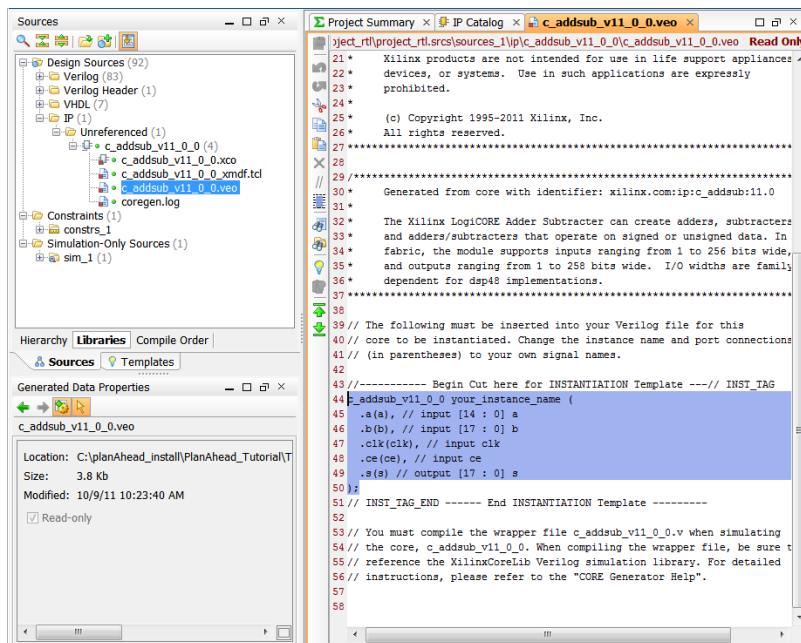 Sources
Design Sources (92)
Verilog (83)
Verilog Header (1)
VHDL (7)
IP (1)
Unreferenced (1)
c_addsub_v11_0_0 (4)
c_addsub_v11_0_0.xco
c_addsub_v11_0_0_xmdf.tcl
c_addsub_v11_0_0.veo
coregen.log
Constraints (1)
constrs_1
Simulation-Only Sources (1)
sim_1 (1)
Hierarchy Libraries Compile Order
Sources Templates
Generated Data Properties
c_addsub_v11_0_0.veo
Location: C:\planAhead_install\PlanAhead_Tutorial\T
Size: 3.8 Kb
Modified: 10/9/11 10:23:40 AM
Read-only
Project Summary IP Catalog c_addsub_v11_0_0.veo
oject_rtl\project_rtl.srcs\sources_1\ip\c_addsub_v11_0_0\c_addsub_v11_0_0.veo Read Only
21 * Xilinx products are not intended for use in life support appliances
22 * devices, or systems. Use in such applications are expressly
23 * prohibited.
24 *
25 * (c) Copyright 1995-2011 Xilinx, Inc.
26 * All rights reserved.
27 *******************************************************************
28
29 /******************************************************************
30 * Generated from core with identifier: xilinx.com:ip:c_addsub:11.0
31 *
32 * The Xilinx LogiCORE Adder Subtracter can create adders, subtracters
33 * and adders/subtracters that operate on signed or unsigned data. In
34 * fabric, the module supports inputs ranging from 1 to 256 bits wide,
35 * and outputs ranging from 1 to 258 bits wide. I/O widths are family
36 * dependent for dsp48 implementations.
37 *******************************************************************
38
39 // The following must be inserted into your Verilog file for this
40 // core to be instantiated. Change the instance name and port connections
41 // (in parentheses) to your own signal names.
42
43 //----------- Begin Cut here for INSTANTIATION Template ---// INST_TAG
44 c_addsub_v11_0_0 your_instance_name (
45 .a(a), // input [14 : 0] a
46 .b(b), // input [17 : 0] b
47 .clk(clk), // input clk
48 .ce(ce), // input ce
49 .s(s) // output [17 : 0] s
50 );
51 // INST_TAG_END ------ End INSTANTIATION Template ---------
52
53 // You must compile the wrapper file c_addsub_v11_0_0.v when simulating
54 // the core, c_addsub_v11_0_0. When compiling the wrapper file, be sure t
55 // reference the XilinxCoreLib Verilog simulation library. For detailed
56 // instructions, please refer to the "CORE Generator Help".
57
58